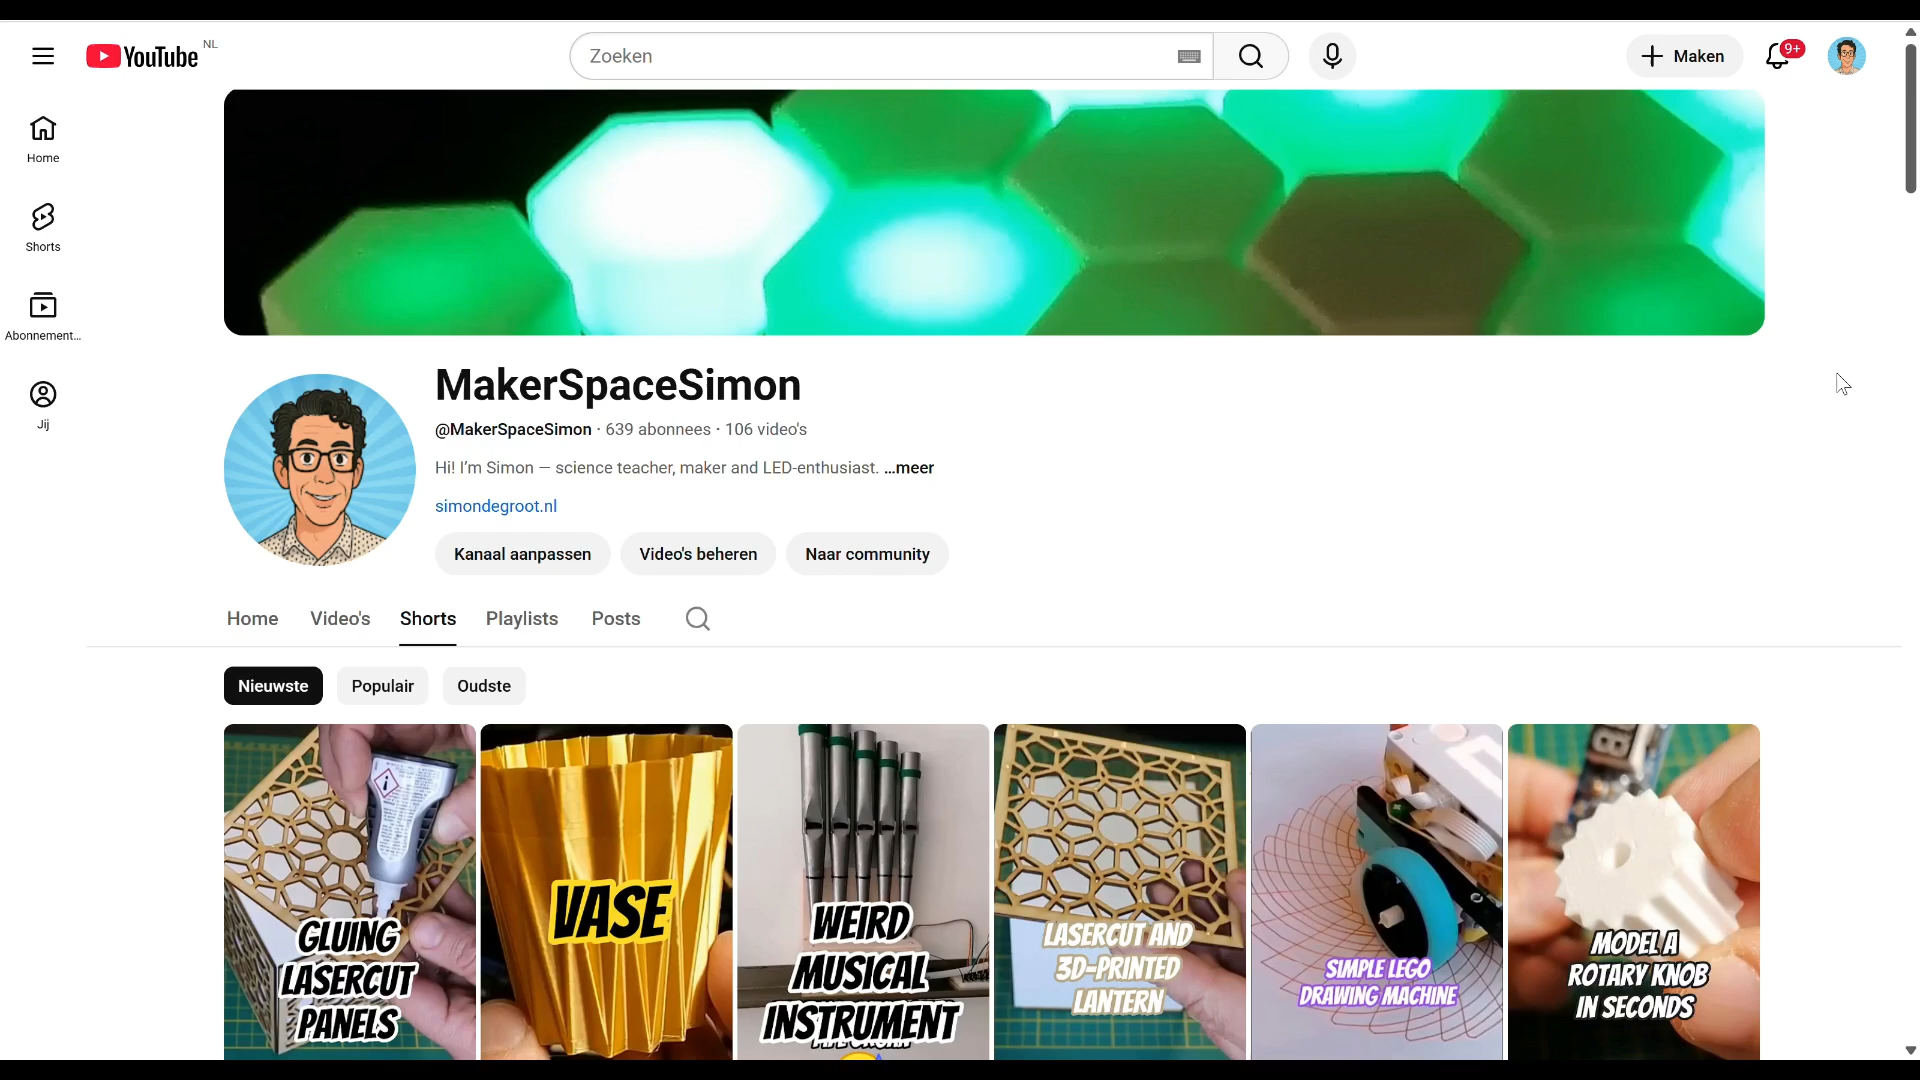 YouTube NL
Zoeken
Maken
9+
Home
Shorts
Abonnement...
Jij
MakerSpaceSimon
@MakerSpaceSimon · 639 abonnees · 106 video's
Hi! I'm Simon — science teacher, maker and LED-enthusiast. ...meer
simondegroot.nl
Kanaal aanpassen
Video's beheren
Naar community
Home
Video's
Shorts
Playlists
Posts
Nieuwste
Populair
Oudste
GLUING
LASERCUT
PANELS
VASE
WEIRD
MUSICAL
INSTRUMENT
LASERCUT AND
3D-PRINTED
LANTERN
SIMPLE LEGO
DRAWING MACHINE
MODEL A
ROTARY KNOB
IN SECONDS